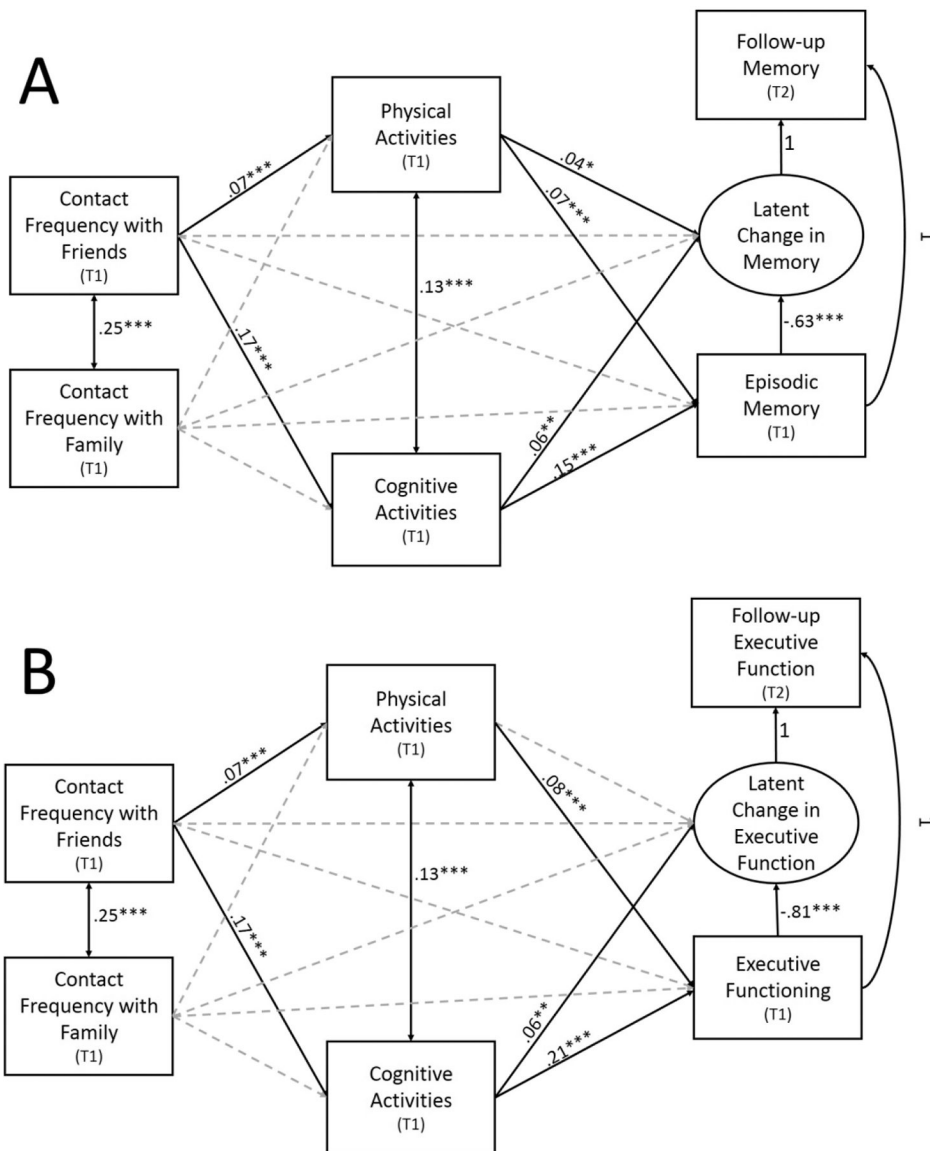 A
Follow-up
Memory
(T2)
Physical
Activities
(T1)
1
.04*
.07***
.07***
Contact
Frequency with
Friends
(T1)
Latent
Change in
Memory
1
.13***
.25***
.17***
-.63***
Contact
Frequency with
Family
(T1)
Episodic
Memory
(T1)
.06**
.15***
Cognitive
Activities
(T1)
B
Follow-up
Executive
Function
(T2)
Physical
Activities
(T1)
1
.07***
.08***
Contact
Frequency with
Friends
(T1)
Latent
Change in
Executive
Function
1
.13***
.25***
.17***
-.81***
Contact
Frequency with
Family
(T1)
Executive
Functioning
(T1)
.06**
.21***
Cognitive
Activities
(T1)